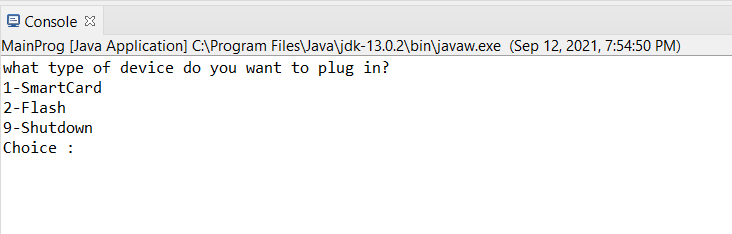 Console
MainProg [Java Application] C:\Program Files\Java\jdk-13.0.2\bin\javaw.exe (Sep 12, 2021, 7:54:50 PM)
what type of device do you want to plug in?
1-SmartCard
2-Flash
9-Shutdown
Choice :